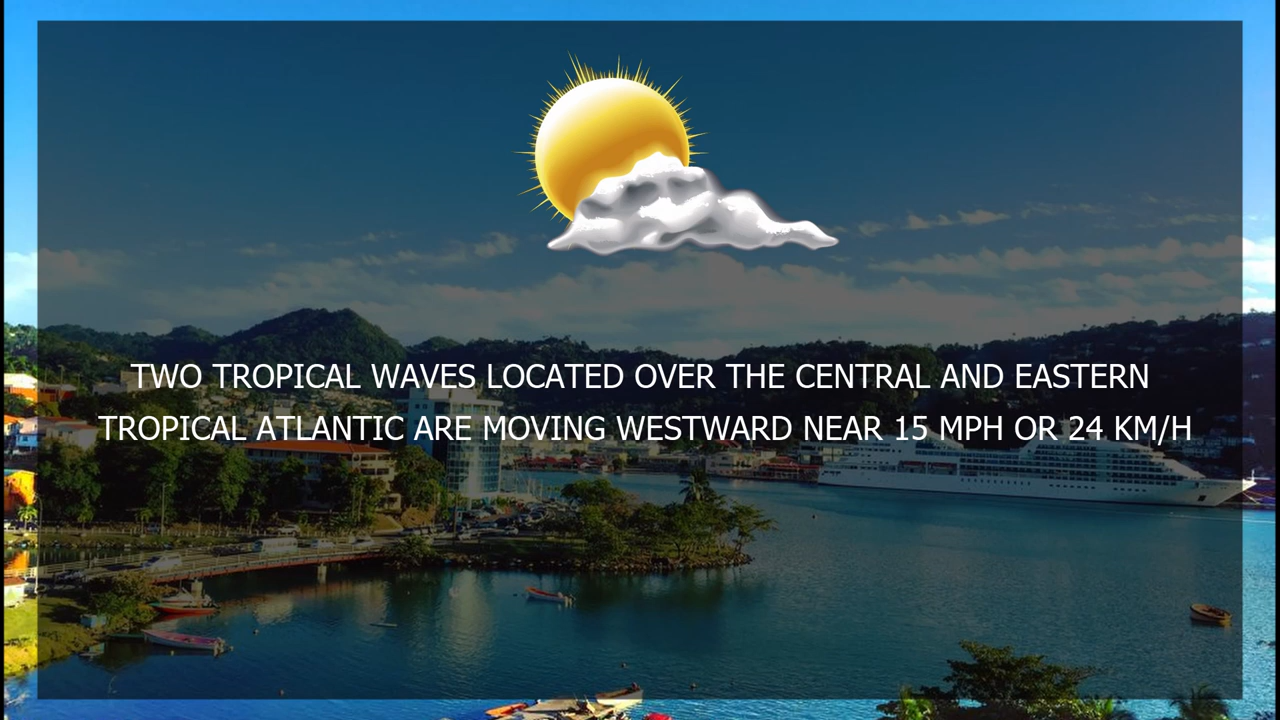 TWO TROPICAL WAVES LOCATED OVER THE CENTRAL AND EASTERN
TROPICAL ATLANTIC ARE MOVING WESTWARD NEAR 15 MPH OR 24 KM/H